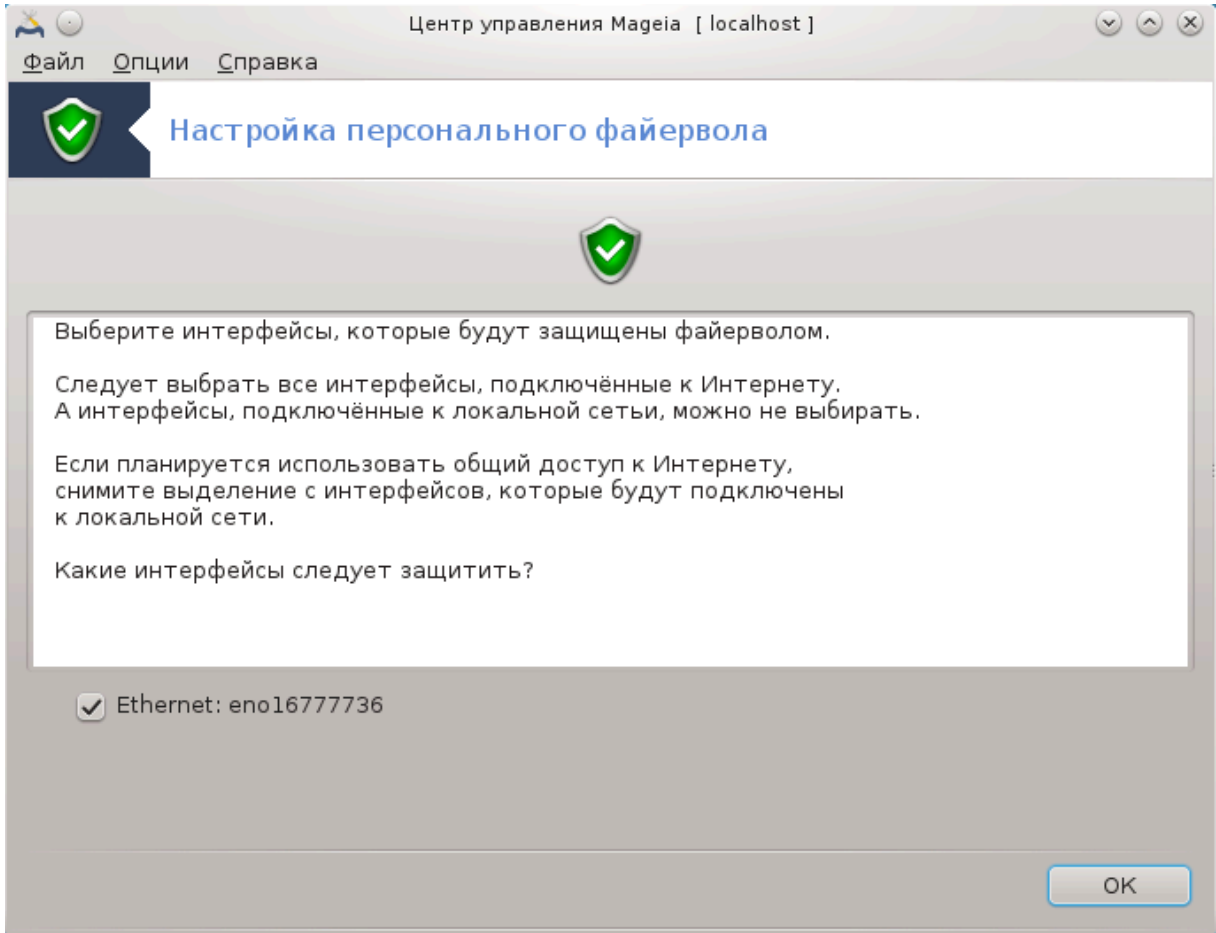 Центр управления Mageia [ localhost ]
Файл Опции Справка
Настройка персонального файервола
Выберите интерфейсы, которые будут защищены файерволом.
Следует выбрать все интерфейсы, подключённые к Интернету.
А интерфейсы, подключённые к локальной сетьи, можно не выбирать.
Если планируется использовать общий доступ к Интернету,
снимите выделение с интерфейсов, которые будут подключены
к локальной сети.
Какие интерфейсы следует защитить?
Ethernet: eno16777736
OK